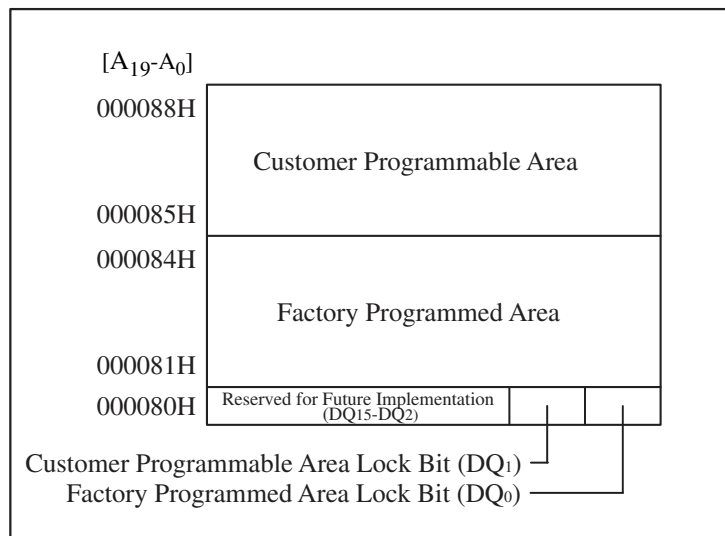 [A19-A0]
000088H
Customer Programmable Area
000085H
000084H
Factory Programmed Area
000081H
000080H
Reserved for Future Implementation
(DQ15-DQ2)
Customer Programmable Area Lock Bit (DQ1)
Factory Programmed Area Lock Bit (DQ0)